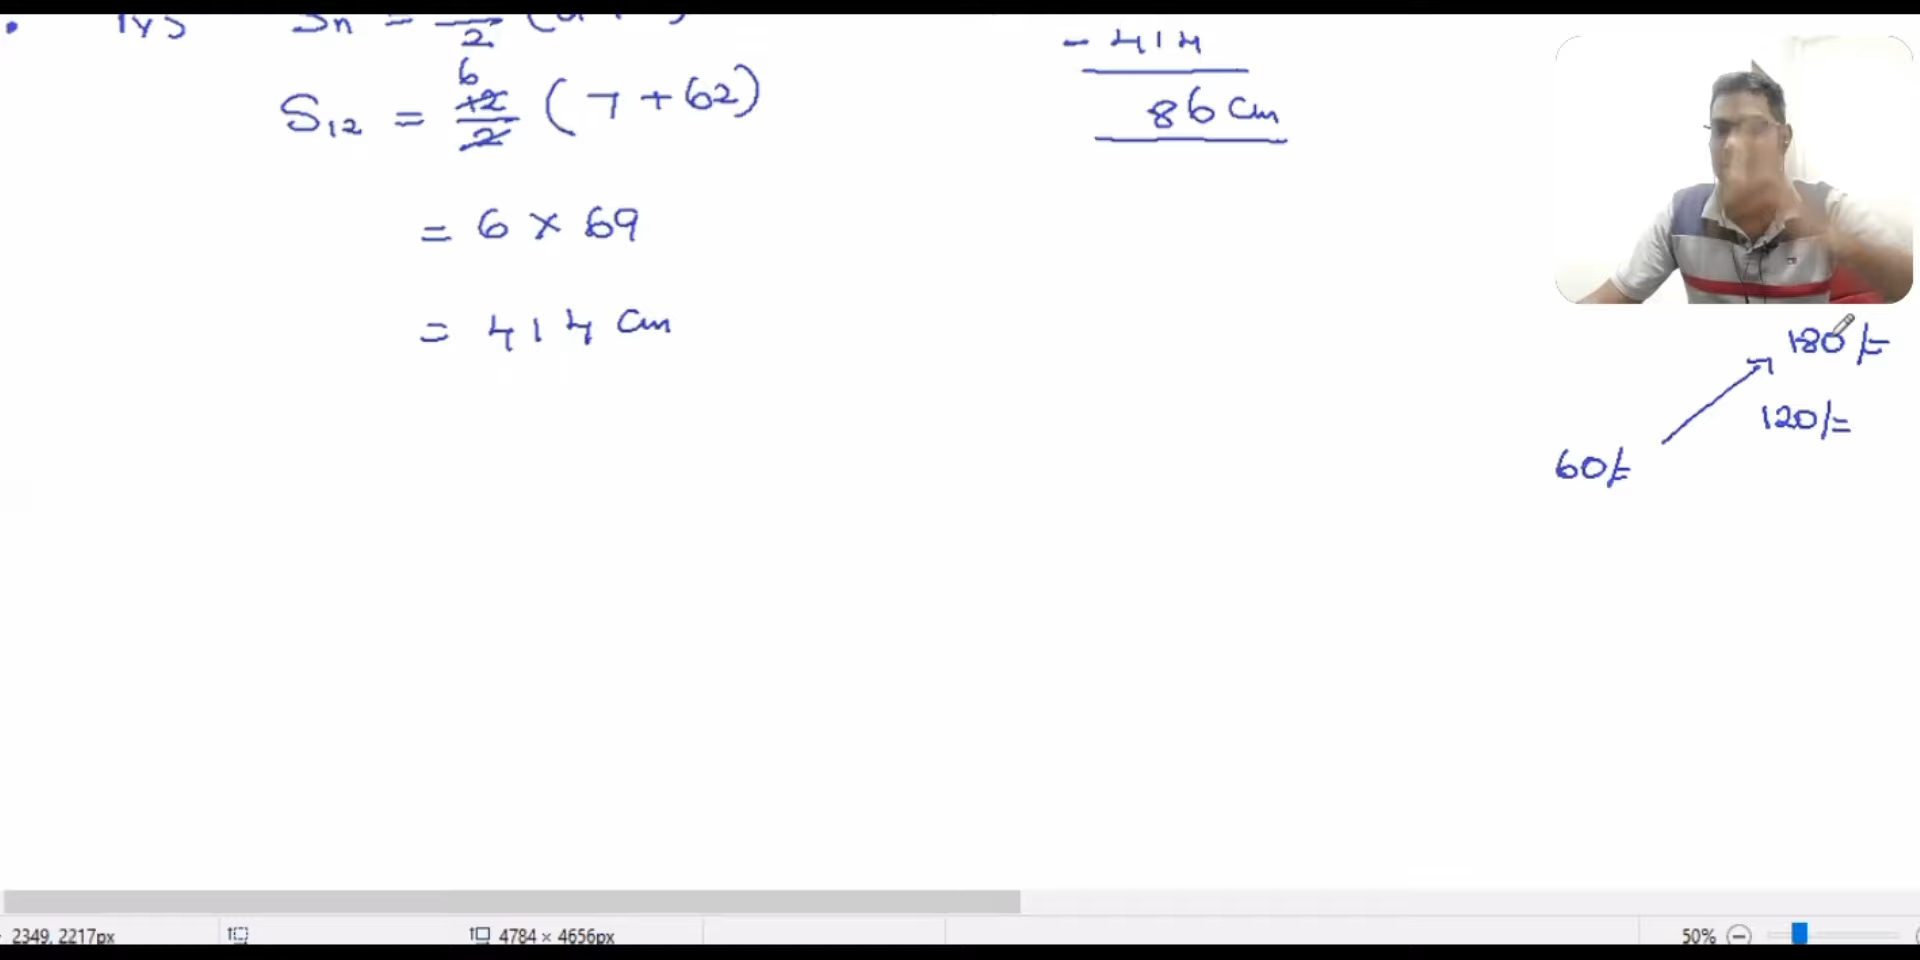 S₁₂ = 6 12/2 (7 + 62)
= 6 × 69
= 414 cm
- 414
86 cm
180/=
120/=
60/=
2349, 2217px
4784 × 4656px
50%